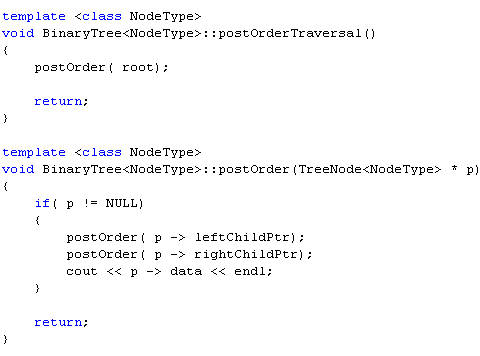 template <class NodeType>
void BinaryTree<NodeType>::postOrderTraversal()
{
    postOrder( root);
    return;
}
template <class NodeType>
void BinaryTree<NodeType>::postOrder(TreeNode<NodeType> * p)
{
    if( p != NULL)
    {
        postOrder( p -> leftChildPtr);
        postOrder( p -> rightChildPtr);
        cout << p -> data << endl;
    }
    return;
}